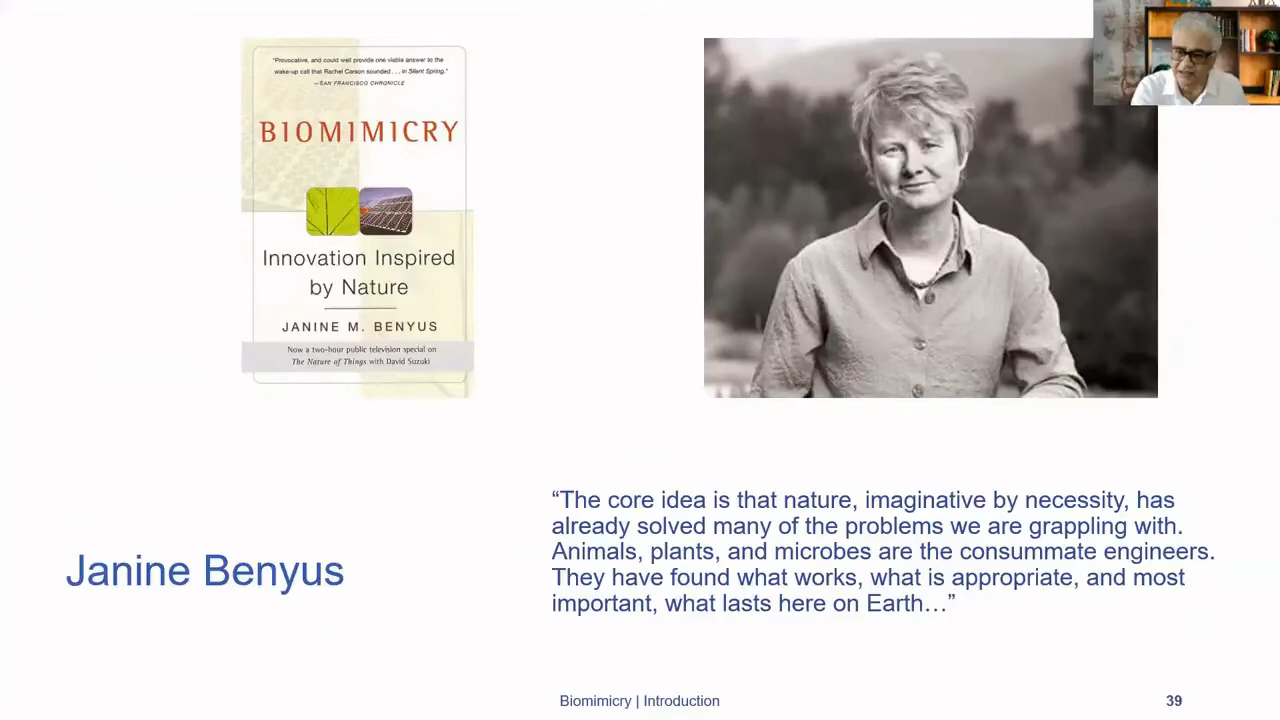 “Provocative, and could well provide one viable answer to the
wake-up call that Rachel Carson sounded . . . in Silent Spring.”
—SAN FRANCISCO CHRONICLE
BIOMIMICRY
Innovation Inspired
by Nature
JANINE M. BENYUS
Now a two-hour public television special on
The Nature of Things with David Suzuki
Janine Benyus
“The core idea is that nature, imaginative by necessity, has
already solved many of the problems we are grappling with.
Animals, plants, and microbes are the consummate engineers.
They have found what works, what is appropriate, and most
important, what lasts here on Earth…”
Biomimicry | Introduction
39